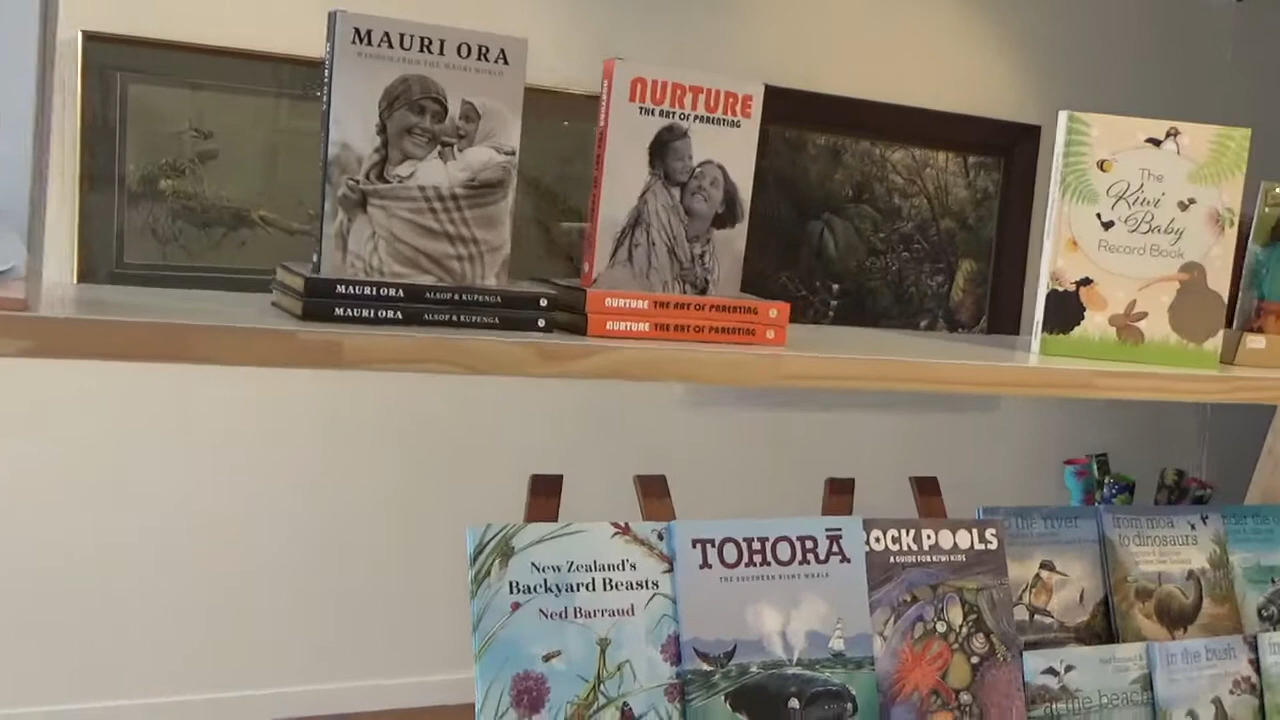 MAURI ORA
WISDOM FROM THE MAORI WORLD
MAURI ORA ALSOP & KUPENGA
MAURI ORA ALSOP & KUPENGA
NURTURE
THE ART OF PARENTING
NURTURE THE ART OF PARENTING
NURTURE THE ART OF PARENTING
The
Kiwi
Baby
Record Book
New Zealand's
Backyard Beasts
Ned Barraud
TOHORĀ
THE SOUTHERN RIGHT WHALE
ROCK POOLS
A GUIDE FOR KIWI KIDS
the river
from moa
to dinosaurs
at the beach
in the bush